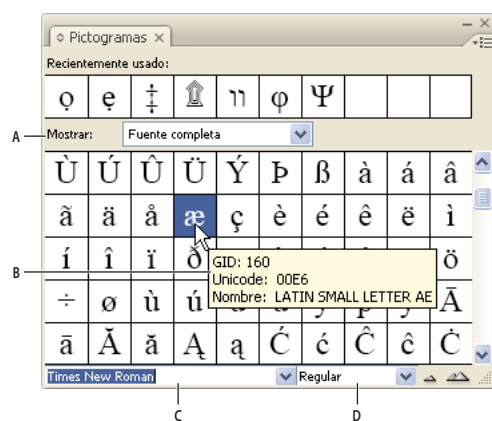 Pictogramas
Recientemente usado:
ọ ẹ ‡ ײ φ Ψ
A
Mostrar: Fuente completa
Ù Ú Û Ü Ý Þ ß à á â
ã ä å æ ç è é ê ë ì
í î ï ð ö
B
GID: 160
Unicode: 00E6
Nombre: LATIN SMALL LETTER AE
÷ ø ù ú Ā
ā Ă ă Ą ą Ć ć Ĉ ĉ Ċ
Times New Roman Regular
C D